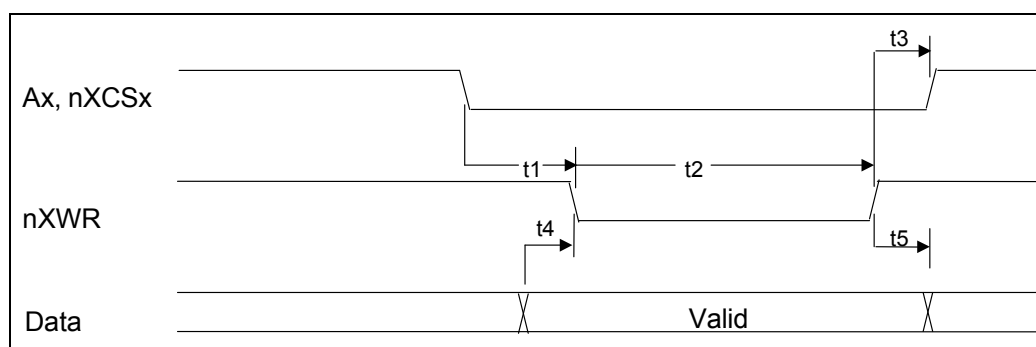 t3
Ax, nXCSx
t1
t2
nXWR
t4
t5
Data
Valid